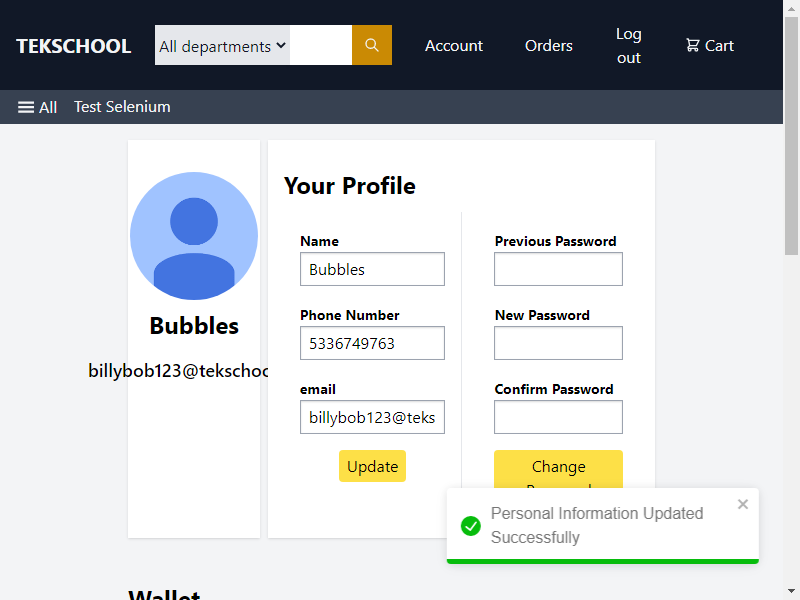 TEKSCHOOL
All departments
Account
Orders
Log out
Cart
All
Test Selenium
Bubbles
billybob123@tekschoo
Your Profile
Name
Bubbles
Phone Number
5336749763
email
billybob123@teks
Update
Previous Password
New Password
Confirm Password
Change
Personal Information Updated
Successfully
Wallet